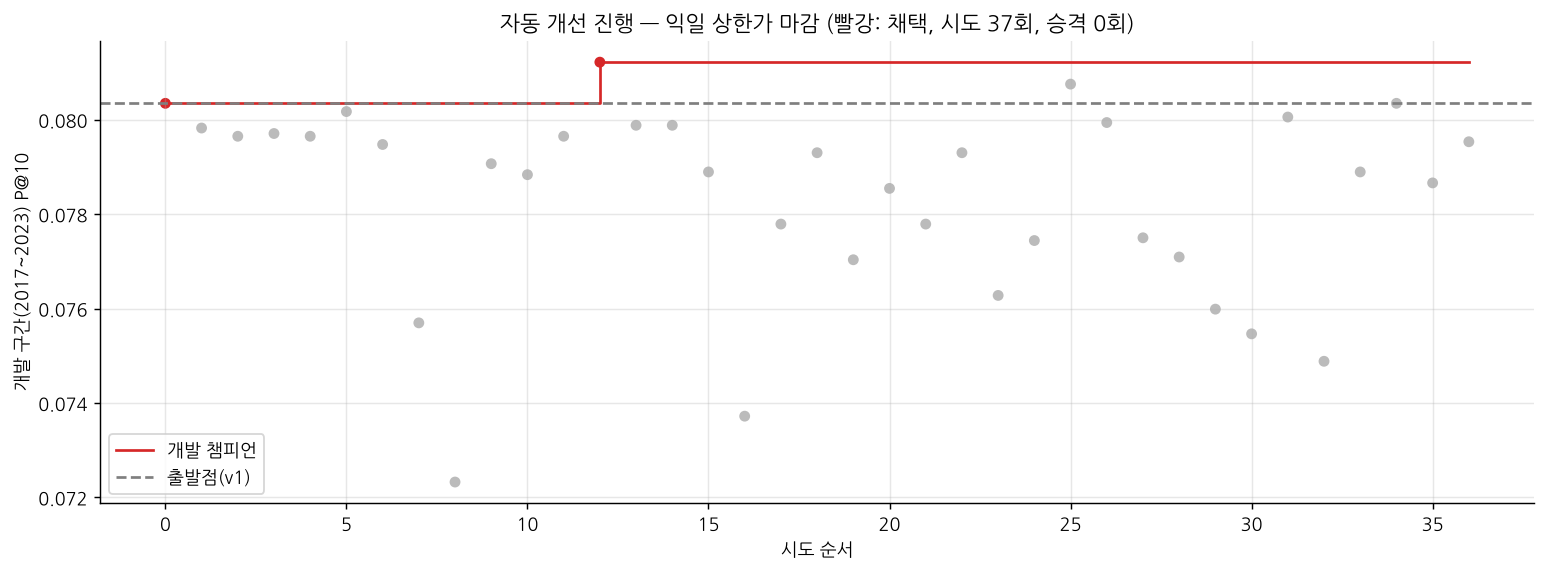 자동 개선 진행 — 익일 상한가 마감 (빨강: 채택, 시도 37회, 승격 0회)
개발 구간(2017~2023) P@10
0.080
0.078
0.076
0.074
0.072
개발 챔피언
출발점(v1)
0 5 10 15 20 25 30 35
시도 순서